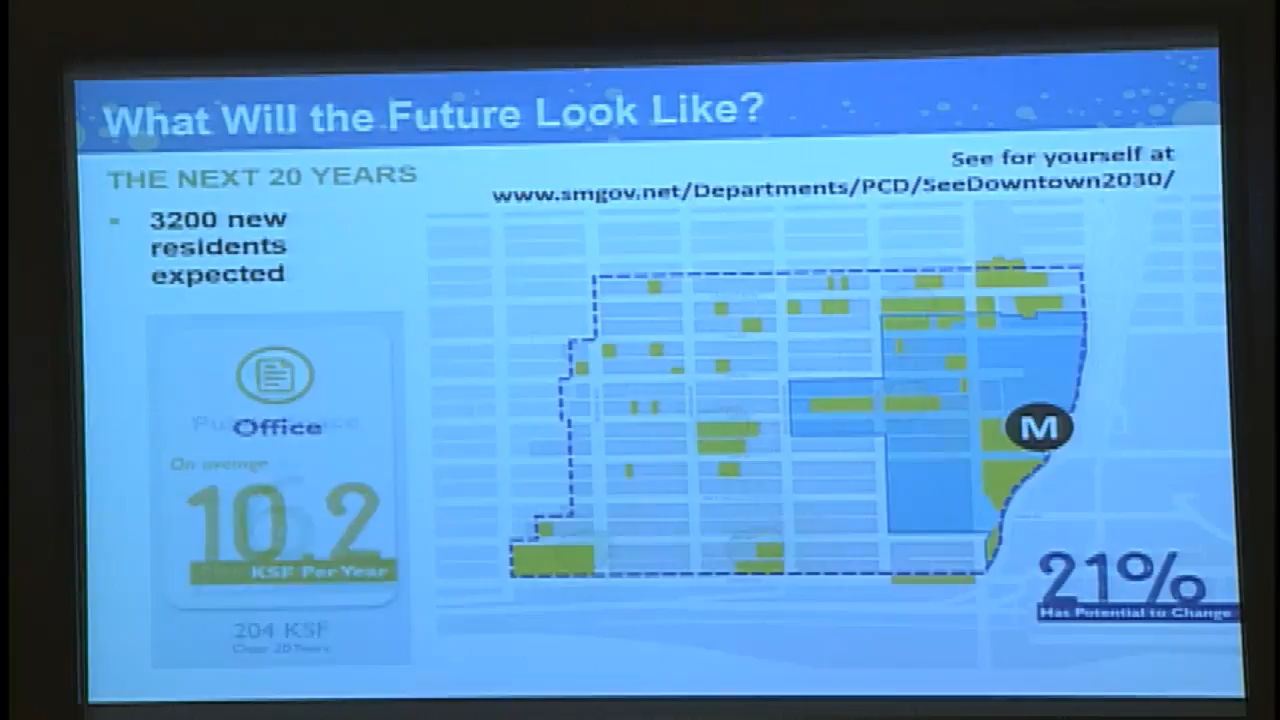 What Will the Future Look Like?
THE NEXT 20 YEARS
See for yourself at
www.smgov.net/Departments/PCD/SeeDowntown2030/
3200 new
residents
expected
Office
On average
10.2
KSF Per Year
204 KSF
Over 20 Years
M
21%
Has Potential to Change